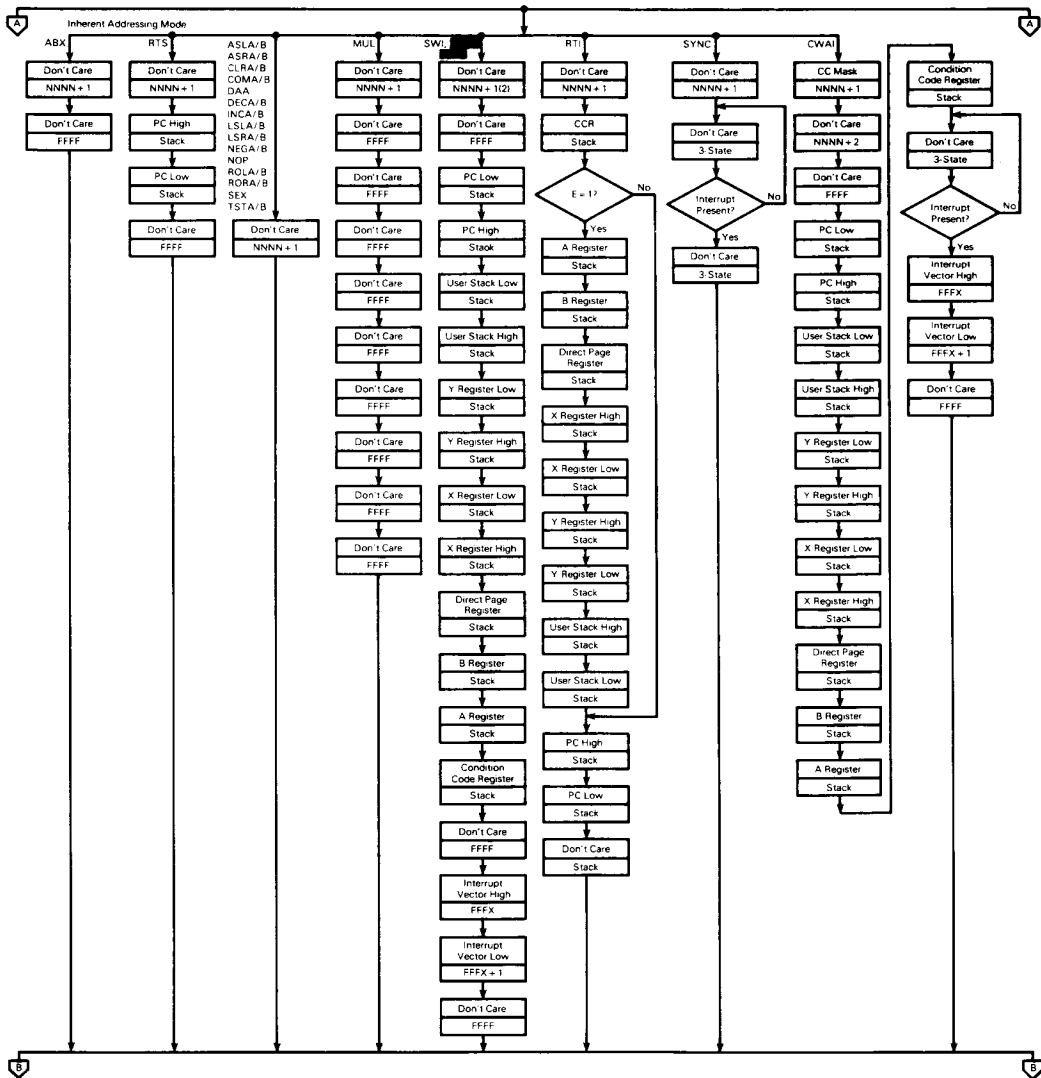 A
A
Inherent Addressing Mode
ABX
Don't Care
NNNN + 1
Don't Care
FFFF
RTS
Don't Care
NNNN + 1
PC High
Stack
PC Low
Stack
Don't Care
FFFF
ASLA/B
ASRA/B
CLRA/B
COMA/B
DAA
DECA/B
INCA/B
LSLA/B
LSRA/B
NEGA/B
NOP
ROLA/B
RORA/B
SEX
TSTA/B
Don't Care
NNNN + 1
MUL
Don't Care
NNNN + 1
Don't Care
FFFF
Don't Care
FFFF
Don't Care
FFFF
Don't Care
FFFF
Don't Care
FFFF
Don't Care
FFFF
Don't Care
FFFF
Don't Care
FFFF
Don't Care
FFFF
SWI,
Don't Care
NNNN + 1(2)
Don't Care
FFFF
PC Low
Stack
PC High
Stack
User Stack Low
Stack
User Stack High
Stack
Y Register Low
Stack
Y Register High
Stack
X Register Low
Stack
X Register High
Stack
Direct Page
Register
Stack
B Register
Stack
A Register
Stack
Condition
Code Register
Stack
Don't Care
FFFF
Interrupt
Vector High
FFFX
Interrupt
Vector Low
FFFX + 1
Don't Care
FFFF
RTI
Don't Care
NNNN + 1
CCR
Stack
E = 1?
No
Yes
A Register
Stack
B Register
Stack
Direct Page
Register
Stack
X Register High
Stack
X Register Low
Stack
Y Register High
Stack
Y Register Low
Stack
User Stack High
Stack
User Stack Low
Stack
PC High
Stack
PC Low
Stack
Don't Care
Stack
SYNC
Don't Care
NNNN + 1
Don't Care
3-State
Interrupt
Present?
No
Yes
Don't Care
3-State
CWAI
CC Mask
NNNN + 1
Don't Care
NNNN + 2
Don't Care
FFFF
PC Low
Stack
PC High
Stack
User Stack Low
Stack
User Stack High
Stack
Y Register Low
Stack
Y Register High
Stack
X Register Low
Stack
X Register High
Stack
Direct Page
Register
Stack
B Register
Stack
A Register
Stack
Condition
Code Register
Stack
Don't Care
3-State
Interrupt
Present?
No
Yes
Interrupt
Vector High
FFFX
Interrupt
Vector Low
FFFX + 1
Don't Care
FFFF
B
B